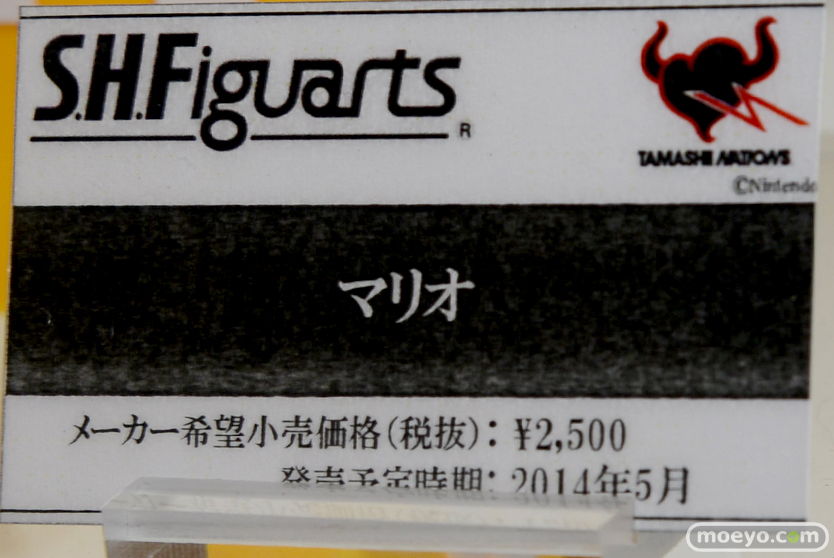 S.H.Figuarts
®
TAMASHII NATIONS
©Nintendo
マリオ
メーカー希望小売価格(税抜):¥2,500
発売予定時期:2014年5月
moeyo.com